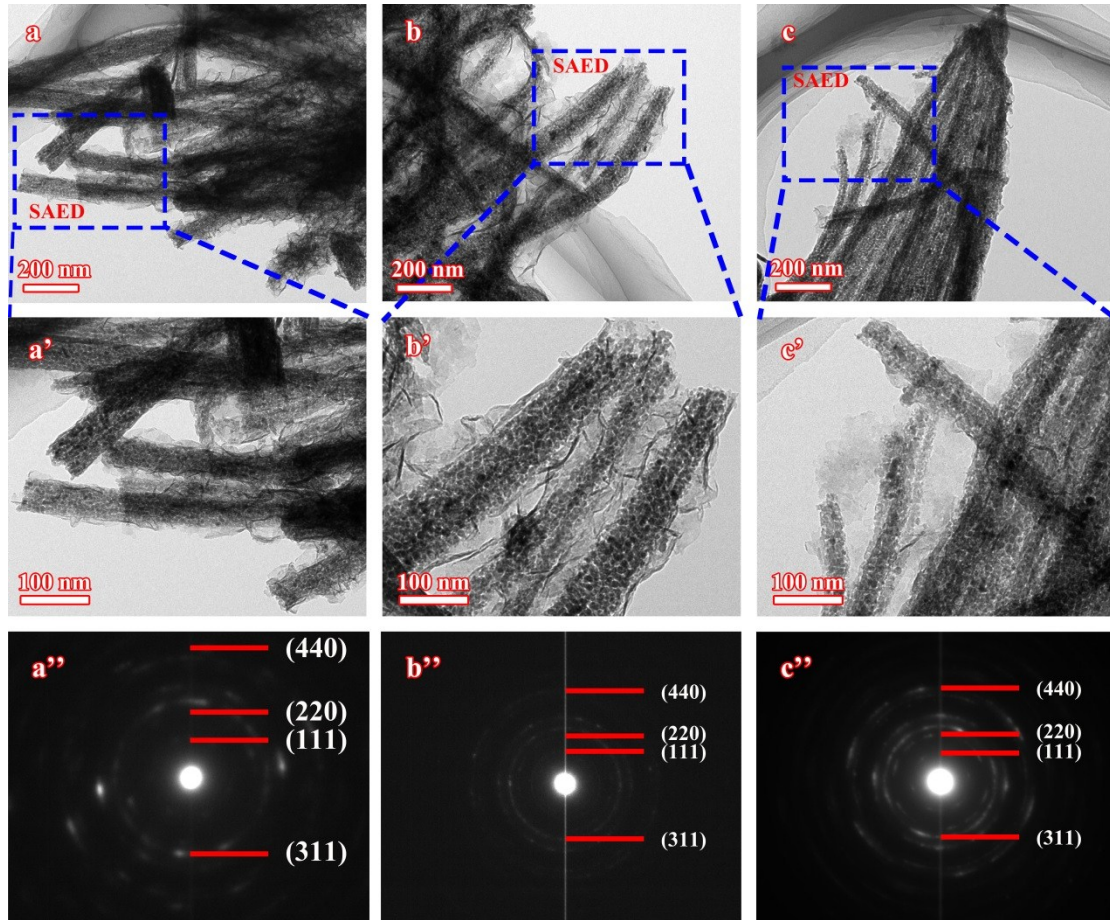 a
SAED
200 nm
b
SAED
200 nm
c
SAED
200 nm
a’
100 nm
b’
100 nm
c’
100 nm
a’’
(440)
(220)
(111)
(311)
b’’
(440)
(220)
(111)
(311)
c’’
(440)
(220)
(111)
(311)